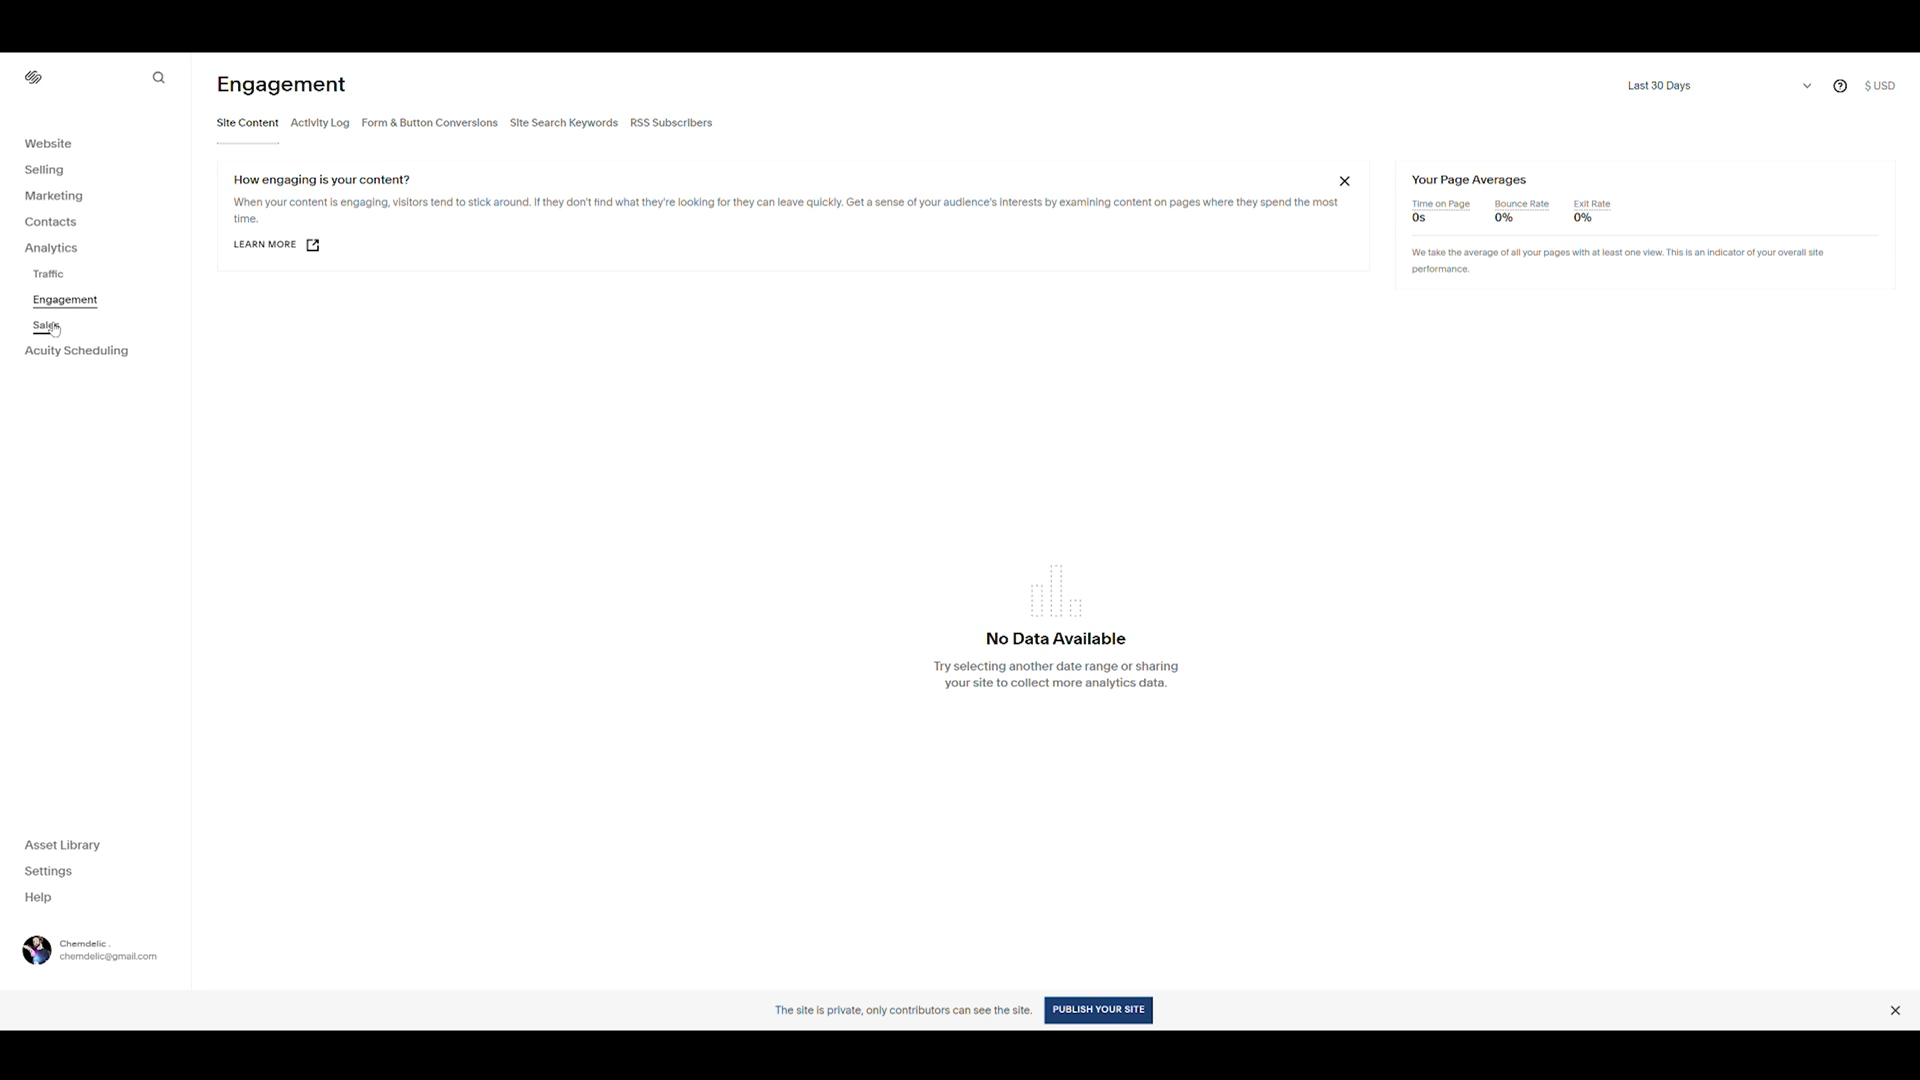 Engagement
Last 30 Days
$ USD
Site Content Activity Log Form & Button Conversions Site Search Keywords RSS Subscribers
Website
Selling
Marketing
Contacts
Analytics
Traffic
Engagement
Sales
Acuity Scheduling
How engaging is your content?
When your content is engaging, visitors tend to stick around. If they don't find what they're looking for they can leave quickly. Get a sense of your audience's interests by examining content on pages where they spend the most
time.
LEARN MORE
Your Page Averages
Time on Page Bounce Rate Exit Rate
0s 0% 0%
We take the average of all your pages with at least one view. This is an indicator of your overall site
performance.
No Data Available
Try selecting another date range or sharing
your site to collect more analytics data.
Asset Library
Settings
Help
Chemdelic .
chemdelic@gmail.com
The site is private, only contributors can see the site. PUBLISH YOUR SITE